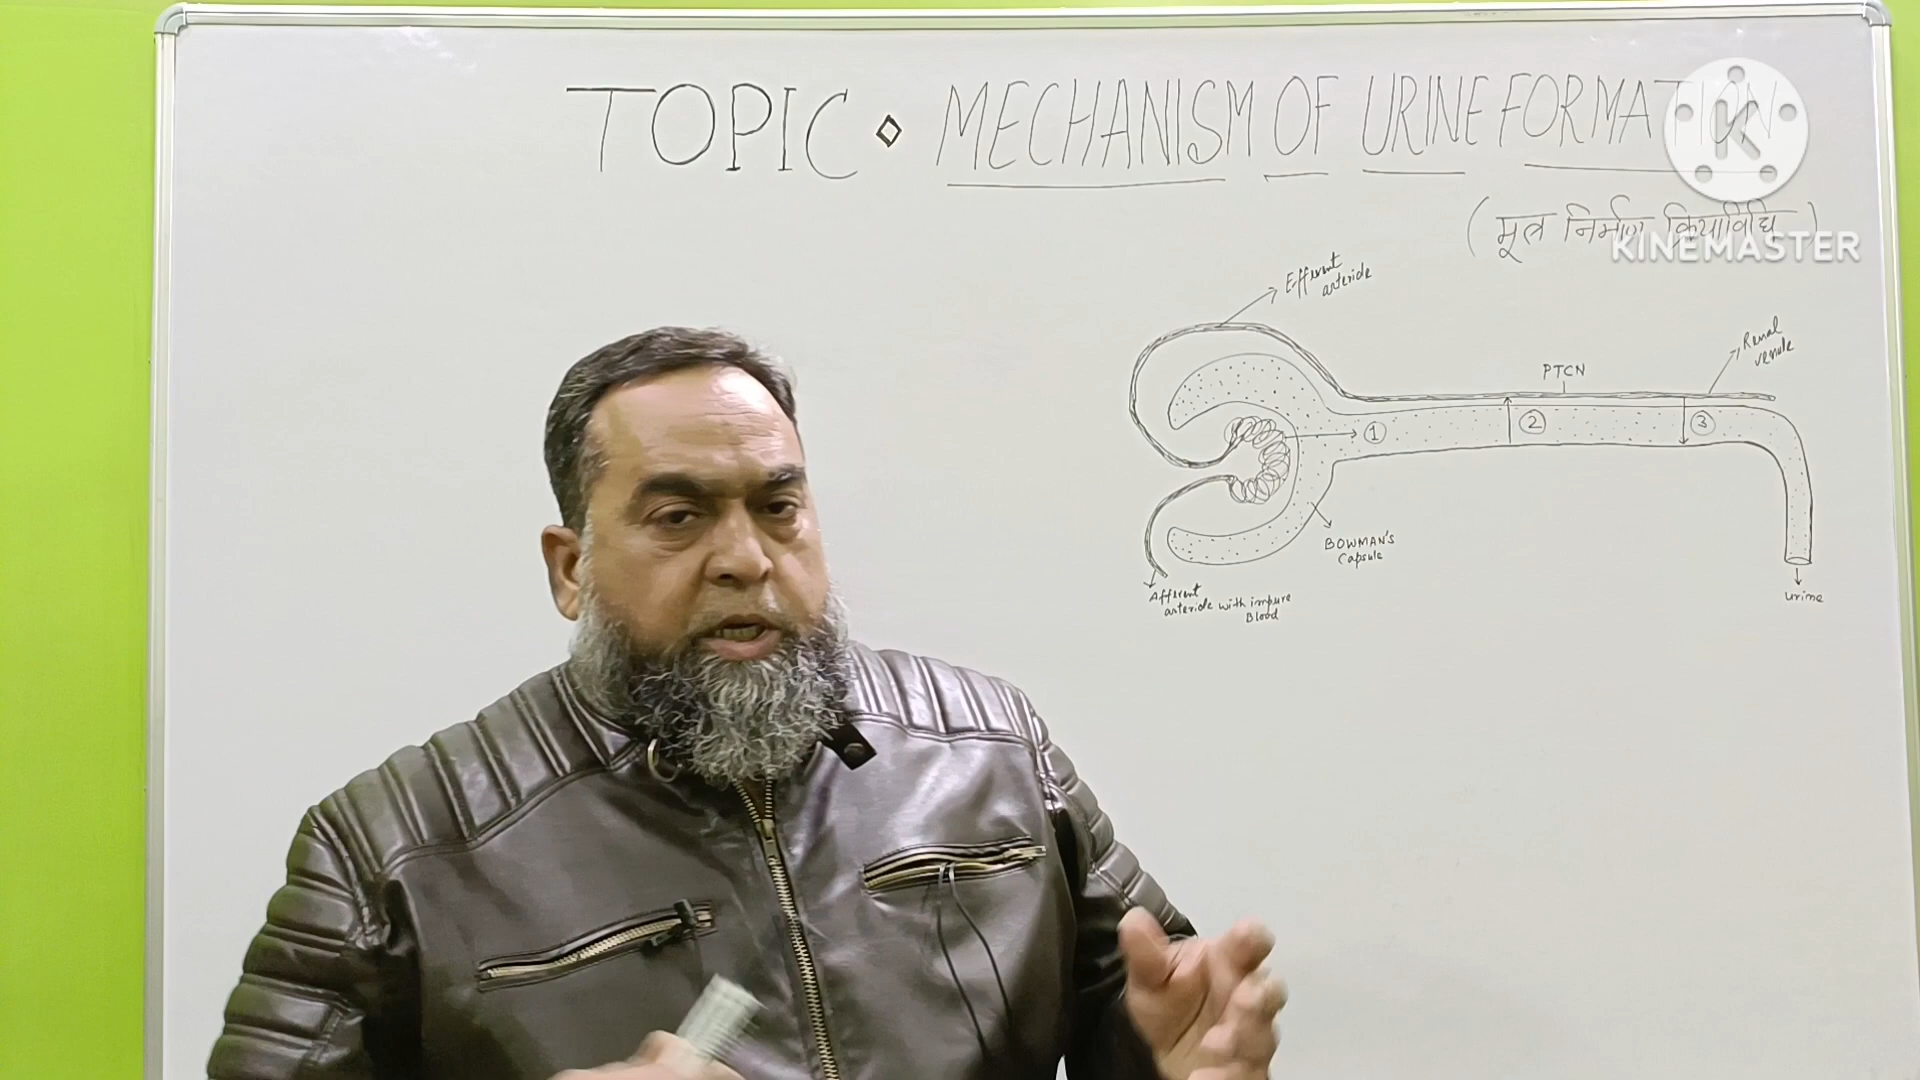 TOPIC ⋄ MECHANISM OF URINE FORMATION
(मूत्र निर्माण क्रियाविधि)
KINEMASTER
Efferent
arteriole
Renal
venule
PTCN
1
2
3
BOWMAN'S
Capsule
Afferent
arteriole with impure
Blood
urine